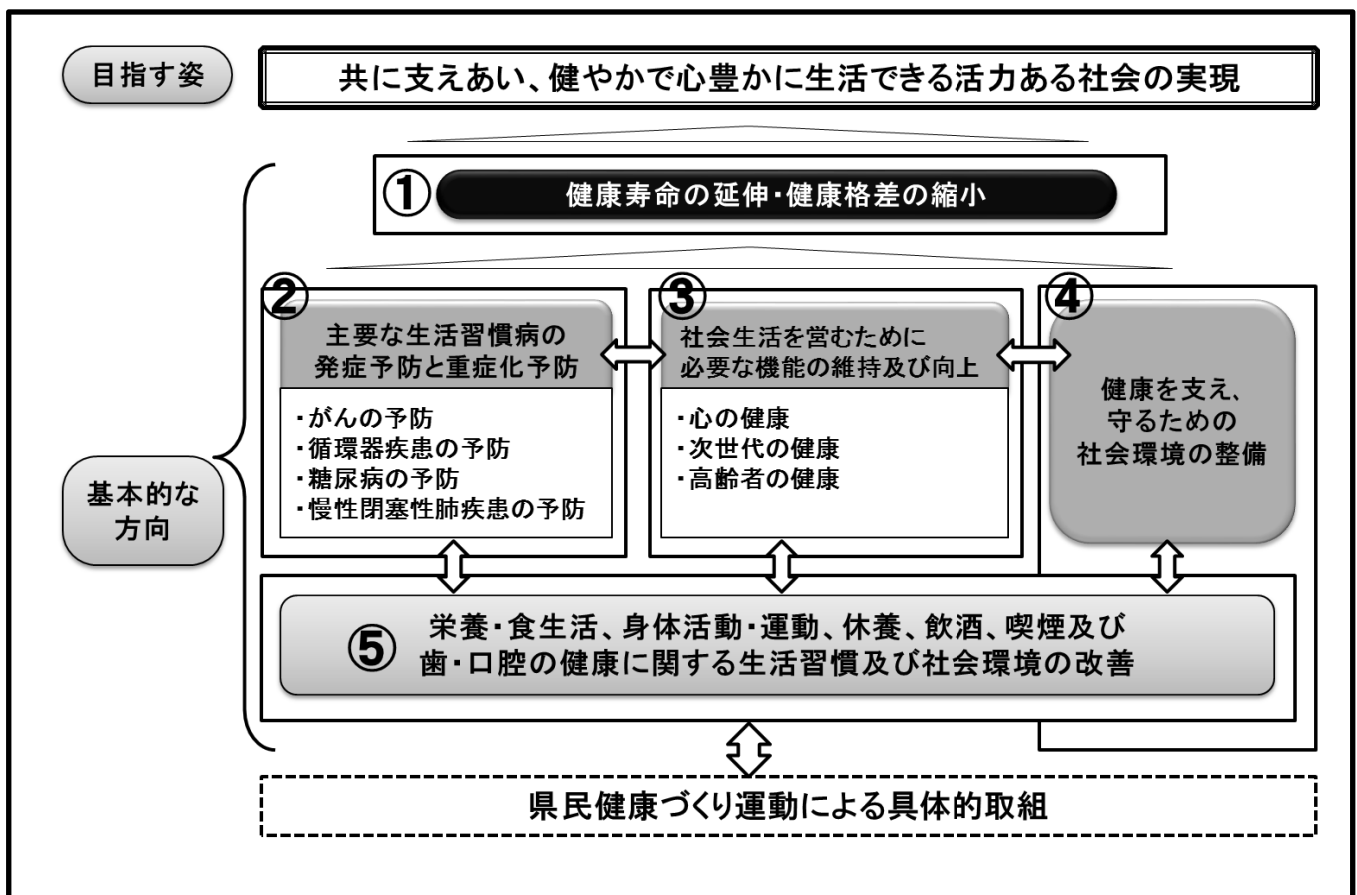 目指す姿
共に支えあい、健やかで心豊かに生活できる活力ある社会の実現
①
健康寿命の延伸・健康格差の縮小
基本的な
方向
②
主要な生活習慣病の
発症予防と重症化予防
・がんの予防
・循環器疾患の予防
・糖尿病の予防
・慢性閉塞性肺疾患の予防
③
社会生活を営むために
必要な機能の維持及び向上
・心の健康
・次世代の健康
・高齢者の健康
④
健康を支え、
守るための
社会環境の整備
⑤
栄養・食生活、身体活動・運動、休養、飲酒、喫煙及び
歯・口腔の健康に関する生活習慣及び社会環境の改善
県民健康づくり運動による具体的取組